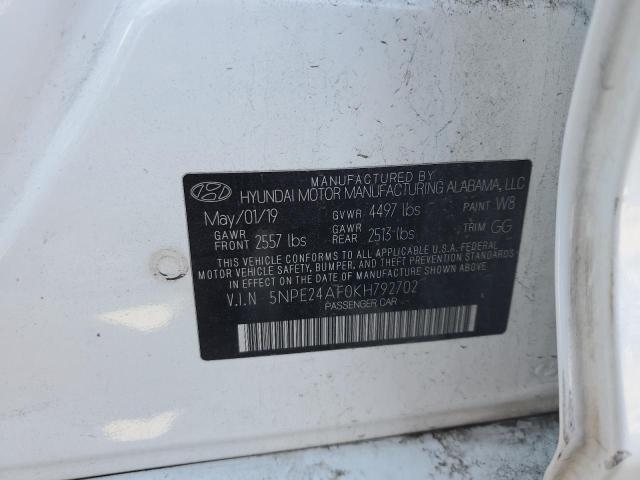 MANUFACTURED BY
HYUNDAI MOTOR MANUFACTURING ALABAMA, LLC
May/01/19 GVWR 4497 lbs PAINT W8
GAWR FRONT 2557 lbs GAWR REAR 2513 lbs TRIM GG
THIS VEHICLE CONFORMS TO ALL APPLICABLE U.S.A. FEDERAL
MOTOR VEHICLE SAFETY, BUMPER, AND THEFT PREVENTION STANDARDS
IN EFFECT ON THE DATE OF MANUFACTURE SHOWN ABOVE.
V.I.N 5NPE24AF0KH792702
PASSENGER CAR